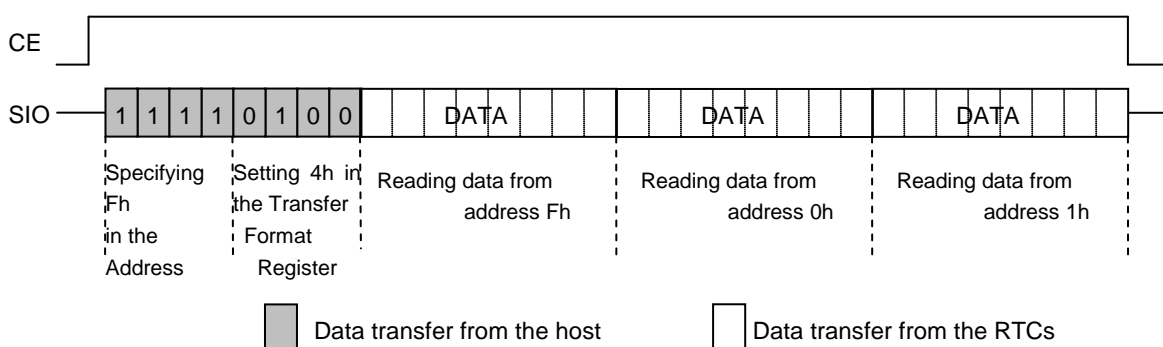 CE
SIO 1 1 1 1 0 1 0 0 DATA DATA DATA
Specifying
Fh
in the
Address
Setting 4h in
the Transfer
Format
Register
Reading data from
address Fh
Reading data from
address 0h
Reading data from
address 1h
Data transfer from the host
Data transfer from the RTCs